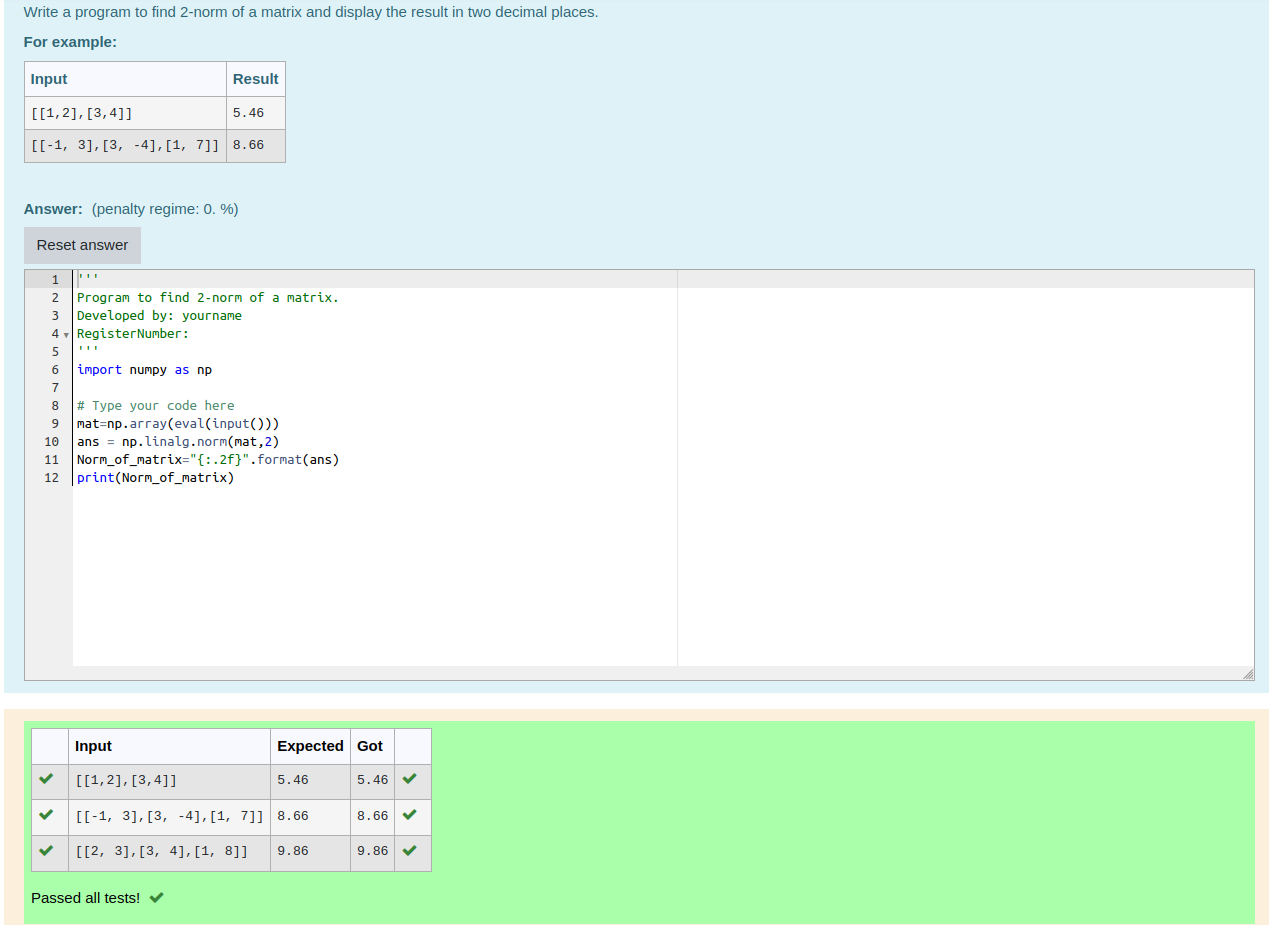 Write a program to find 2-norm of a matrix and display the result in two decimal places.
For example:
Input Result
[[1,2],[3,4]] 5.46
[[-1, 3],[3, -4],[1, 7]] 8.66
Answer: (penalty regime: 0. %)
Reset answer
1 '''
2 Program to find 2-norm of a matrix.
3 Developed by: yourname
4 RegisterNumber:
5 '''
6 import numpy as np
7
8 # Type your code here
9 mat=np.array(eval(input()))
10 ans = np.linalg.norm(mat,2)
11 Norm_of_matrix="{:.2f}".format(ans)
12 print(Norm_of_matrix)
Input Expected Got
[[1,2],[3,4]] 5.46 5.46
[[-1, 3],[3, -4],[1, 7]] 8.66 8.66
[[2, 3],[3, 4],[1, 8]] 9.86 9.86
Passed all tests!